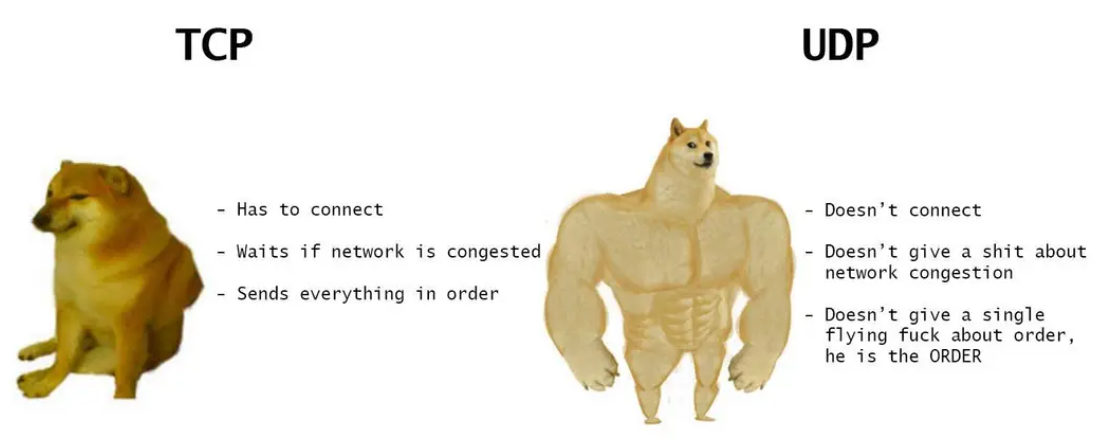 TCP
- Has to connect
- Waits if network is congested
- Sends everything in order
UDP
- Doesn't connect
- Doesn't give a shit about
network congestion
- Doesn't give a single
flying fuck about order,
he is the ORDER